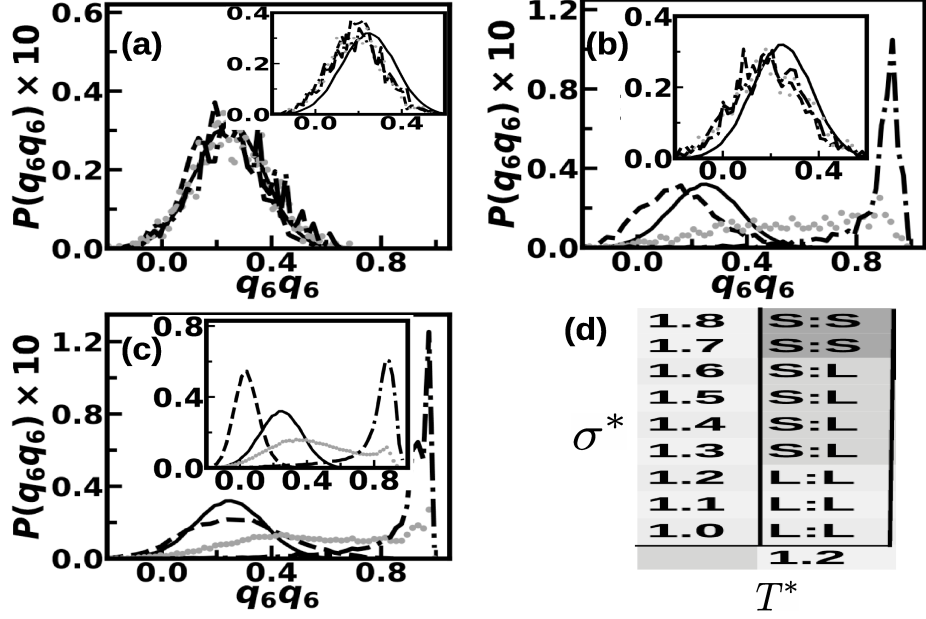 (a)
P(q₆q₆) × 10
0.6
0.4
0.2
0.0
0.0 0.4 0.8
q₆q₆
0.4
0.2
0.0
0.0 0.4
(b)
P(q₆q₆) × 10
1.2
0.8
0.4
0.0
0.0 0.4 0.8
q₆q₆
0.4
0.2
0.0
0.0 0.4
(c)
P(q₆q₆) × 10
1.2
0.8
0.4
0.0
0.0 0.4 0.8
q₆q₆
0.8
0.4
0.0
0.0 0.4 0.8
(d)
σ*
1.8 S:S
1.7 S:S
1.6 S:L
1.5 S:L
1.4 S:L
1.3 S:L
1.2 L:L
1.1 L:L
1.0 L:L
1.2
T*